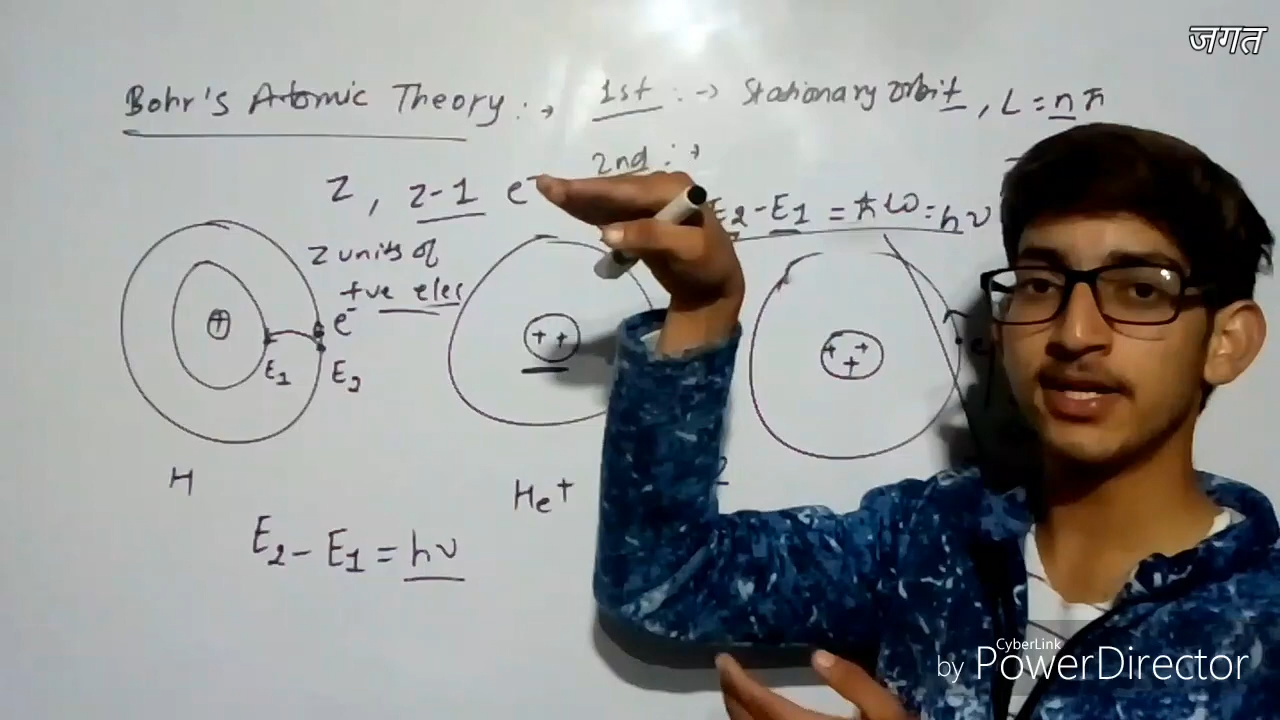 जगत
Bohr's Atomic Theory :→ 1st :→ Stationary orbit, L = nħ
2nd :→
Z, Z-1 e⁻
E₂-E₁ = ħω = hν
Z units of
+ve elec
+
e⁻
E₁ E₂
+ +
+ + +
H
He+
E₂ - E₁ = hν
CyberLink
by PowerDirector